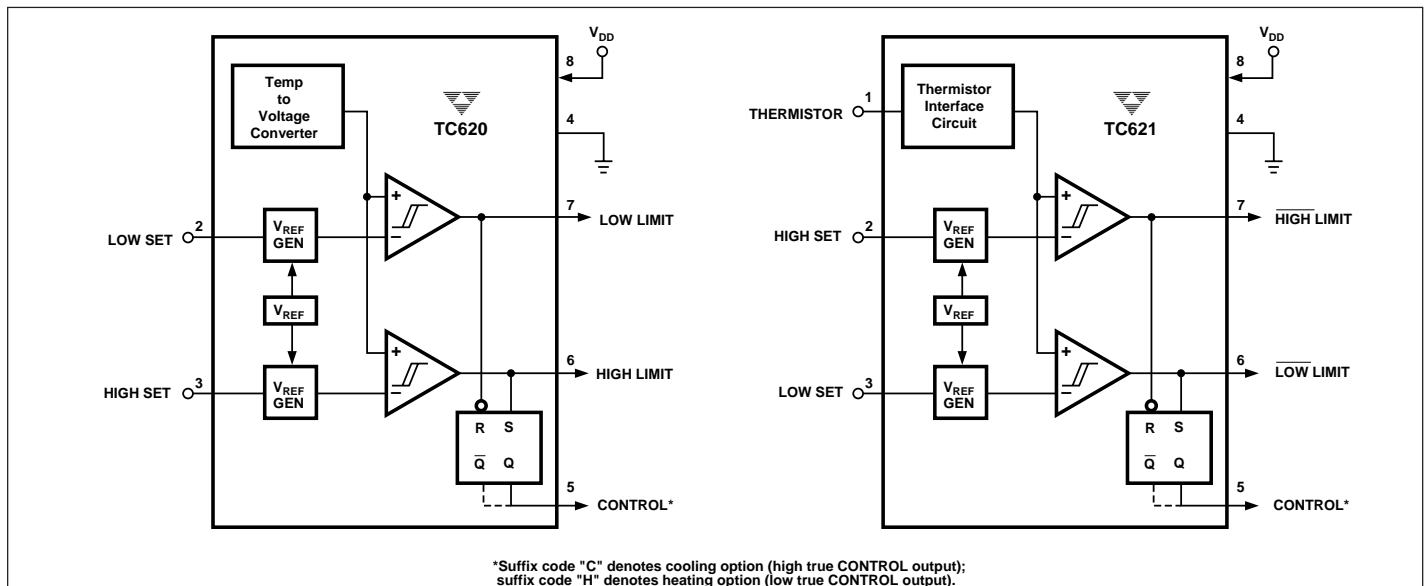 VDD
8
Temp
to
Voltage
Converter
TC620
4
+
−
7
LOW LIMIT
2
LOW SET
VREF
GEN
VREF
+
−
6
HIGH LIMIT
3
HIGH SET
VREF
GEN
R S
Q Q
5
CONTROL*
VDD
8
1
THERMISTOR
Thermistor
Interface
Circuit
TC621
4
+
−
7
HIGH LIMIT
2
HIGH SET
VREF
GEN
VREF
+
−
6
LOW LIMIT
3
LOW SET
VREF
GEN
R S
Q Q
5
CONTROL*
*Suffix code "C" denotes cooling option (high true CONTROL output);
suffix code "H" denotes heating option (low true CONTROL output).